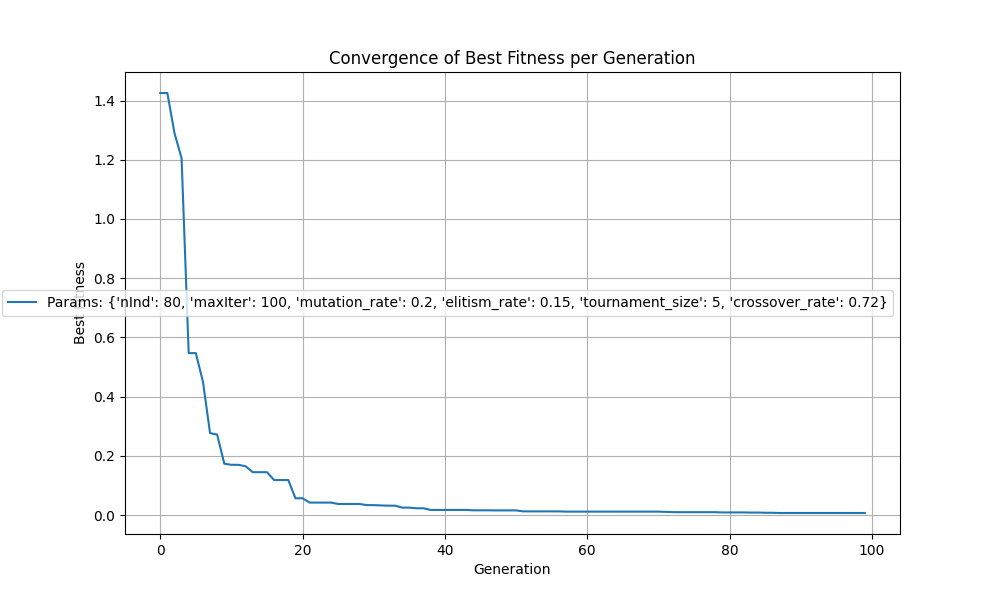 Convergence of Best Fitness per Generation
1.4
1.2
1.0
0.8
0.6
0.4
0.2
0.0
Best
Params: {'nInd': 80, 'maxIter': 100, 'mutation_rate': 0.2, 'elitism_rate': 0.15, 'tournament_size': 5, 'crossover_rate': 0.72}
0 20 40 60 80 100
Generation